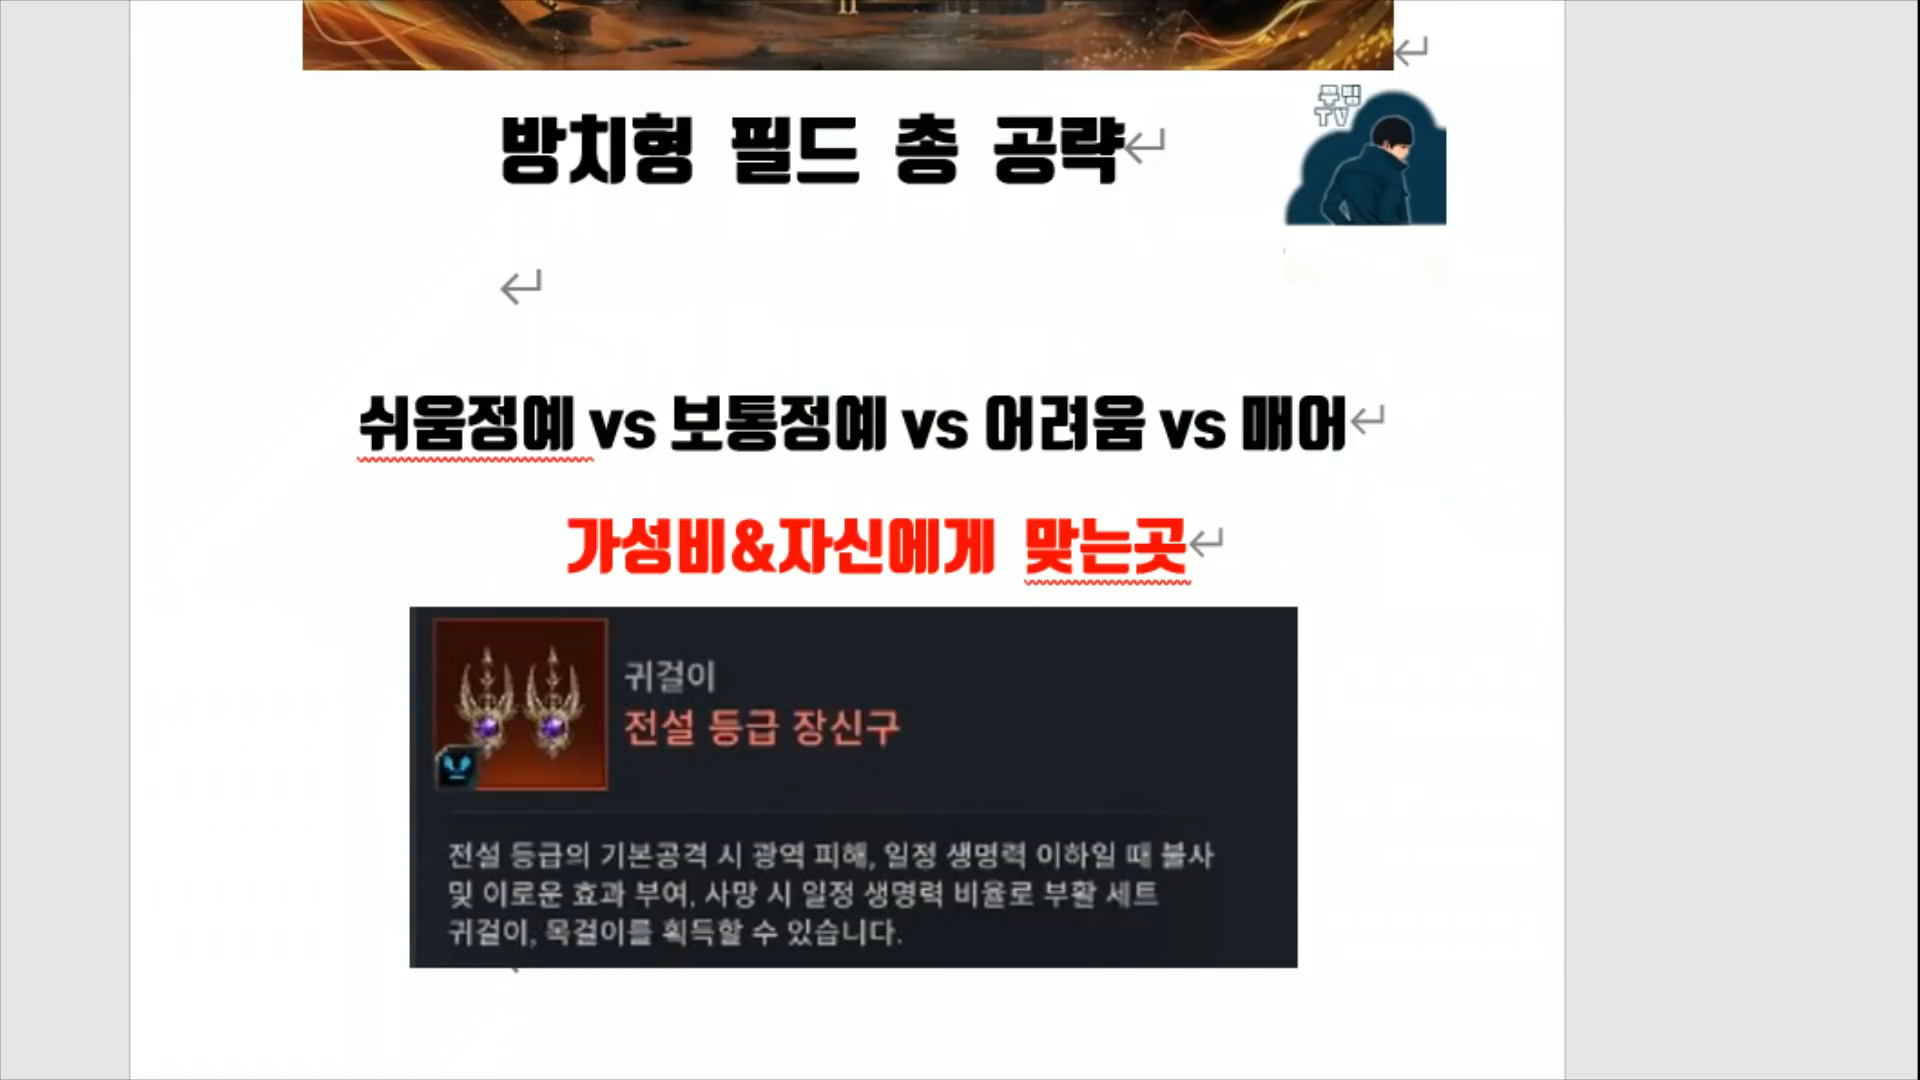 방치형 필드 총 공략
무빙
TV
쉬움정예 vs 보통정예 vs 어려움 vs 매어
가성비&자신에게 맞는곳
귀걸이
전설 등급 장신구
전설 등급의 기본공격 시 광역 피해, 일정 생명력 이하일 때 불사
및 이로운 효과 부여, 사망 시 일정 생명력 비율로 부활 세트
귀걸이, 목걸이를 획득할 수 있습니다.